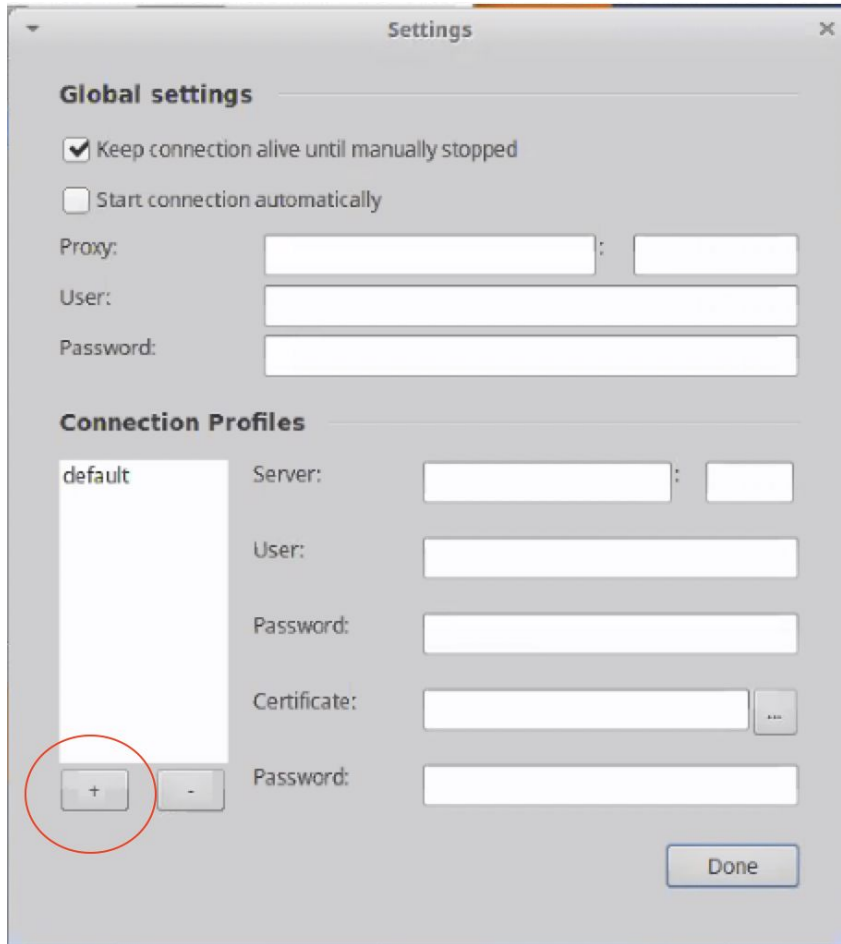 Settings
Global settings
Keep connection alive until manually stopped
Start connection automatically
Proxy: :
User:
Password:
Connection Profiles
default Server: :
User:
Password:
Certificate: ...
+ - Password:
Done